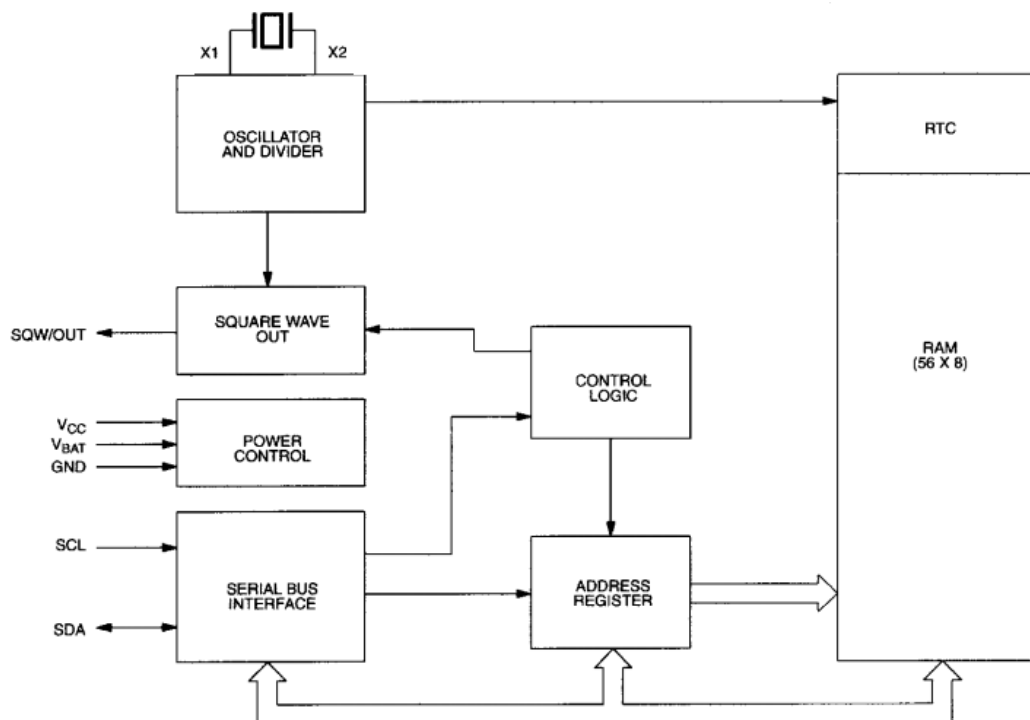 X1
X2
OSCILLATOR
AND DIVIDER
RTC
SQUARE WAVE
OUT
SQW/OUT
CONTROL
LOGIC
RAM
(56 X 8)
VCC
VBAT
GND
POWER
CONTROL
SCL
SDA
SERIAL BUS
INTERFACE
ADDRESS
REGISTER